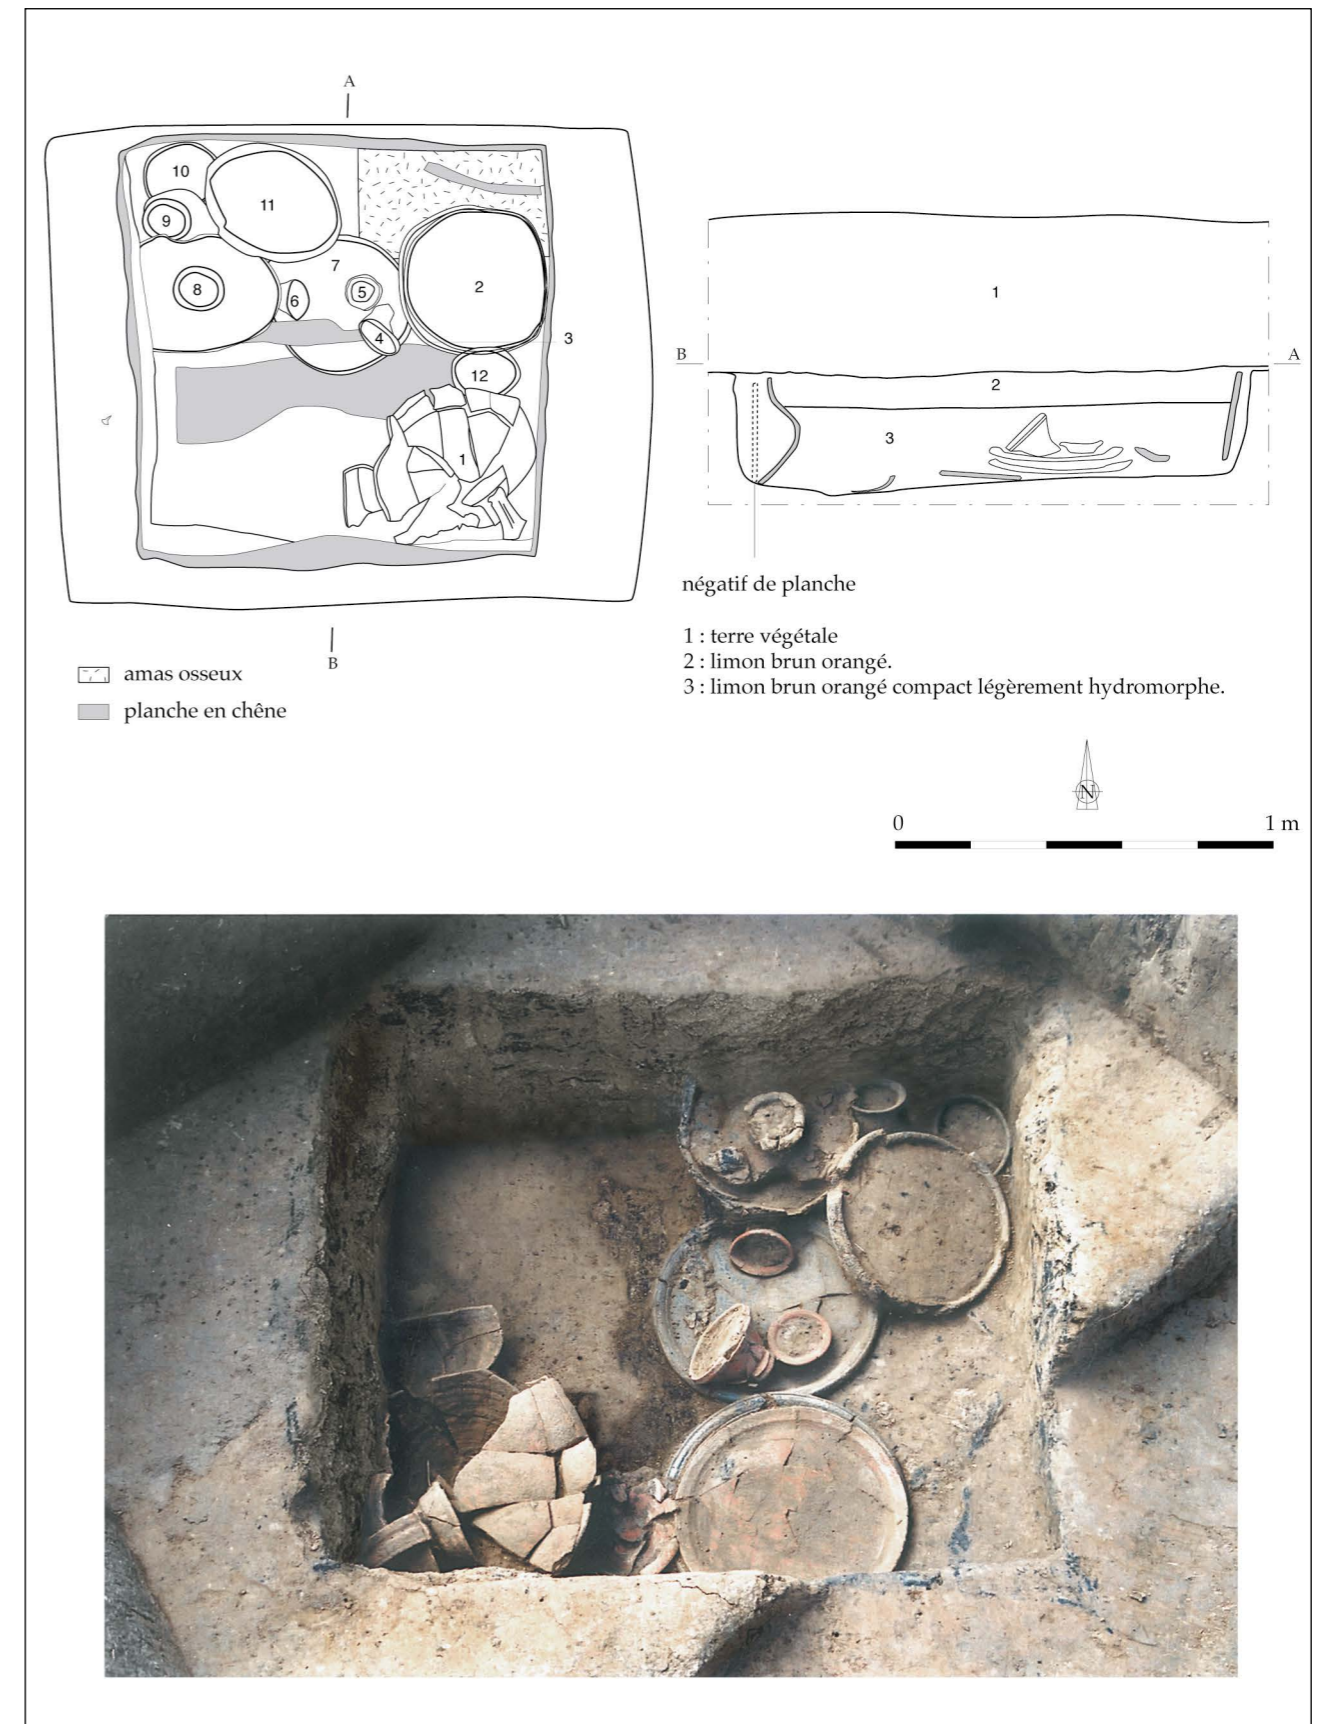 A
10
11
9
7
8
6
5
2
4
3
12
1
B
amas osseux
planche en chêne
1
B
A
2
3
négatif de planche
1 : terre végétale
2 : limon brun orangé.
3 : limon brun orangé compact légèrement hydromorphe.
N
0 1 m